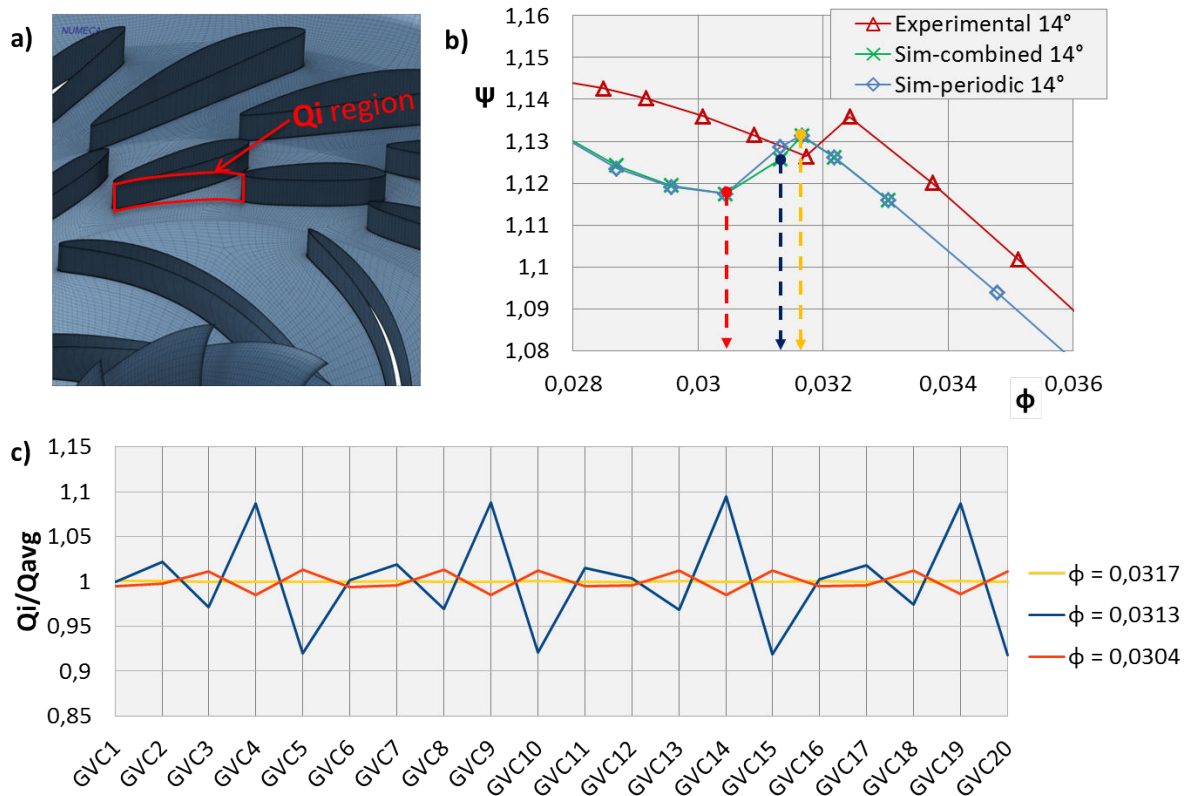 a)
NUMECA
Qi region
b)
Ψ
1,16
1,15
1,14
1,13
1,12
1,11
1,1
1,09
1,08
0,028
0,03
0,032
0,034
0,036
ϕ
Experimental 14°
Sim-combined 14°
Sim-periodic 14°
c)
Qi/Qavg
1,15
1,1
1,05
1
0,95
0,9
0,85
GVC1
GVC2
GVC3
GVC4
GVC5
GVC6
GVC7
GVC8
GVC9
GVC10
GVC11
GVC12
GVC13
GVC14
GVC15
GVC16
GVC17
GVC18
GVC19
GVC20
ϕ = 0,0317
ϕ = 0,0313
ϕ = 0,0304